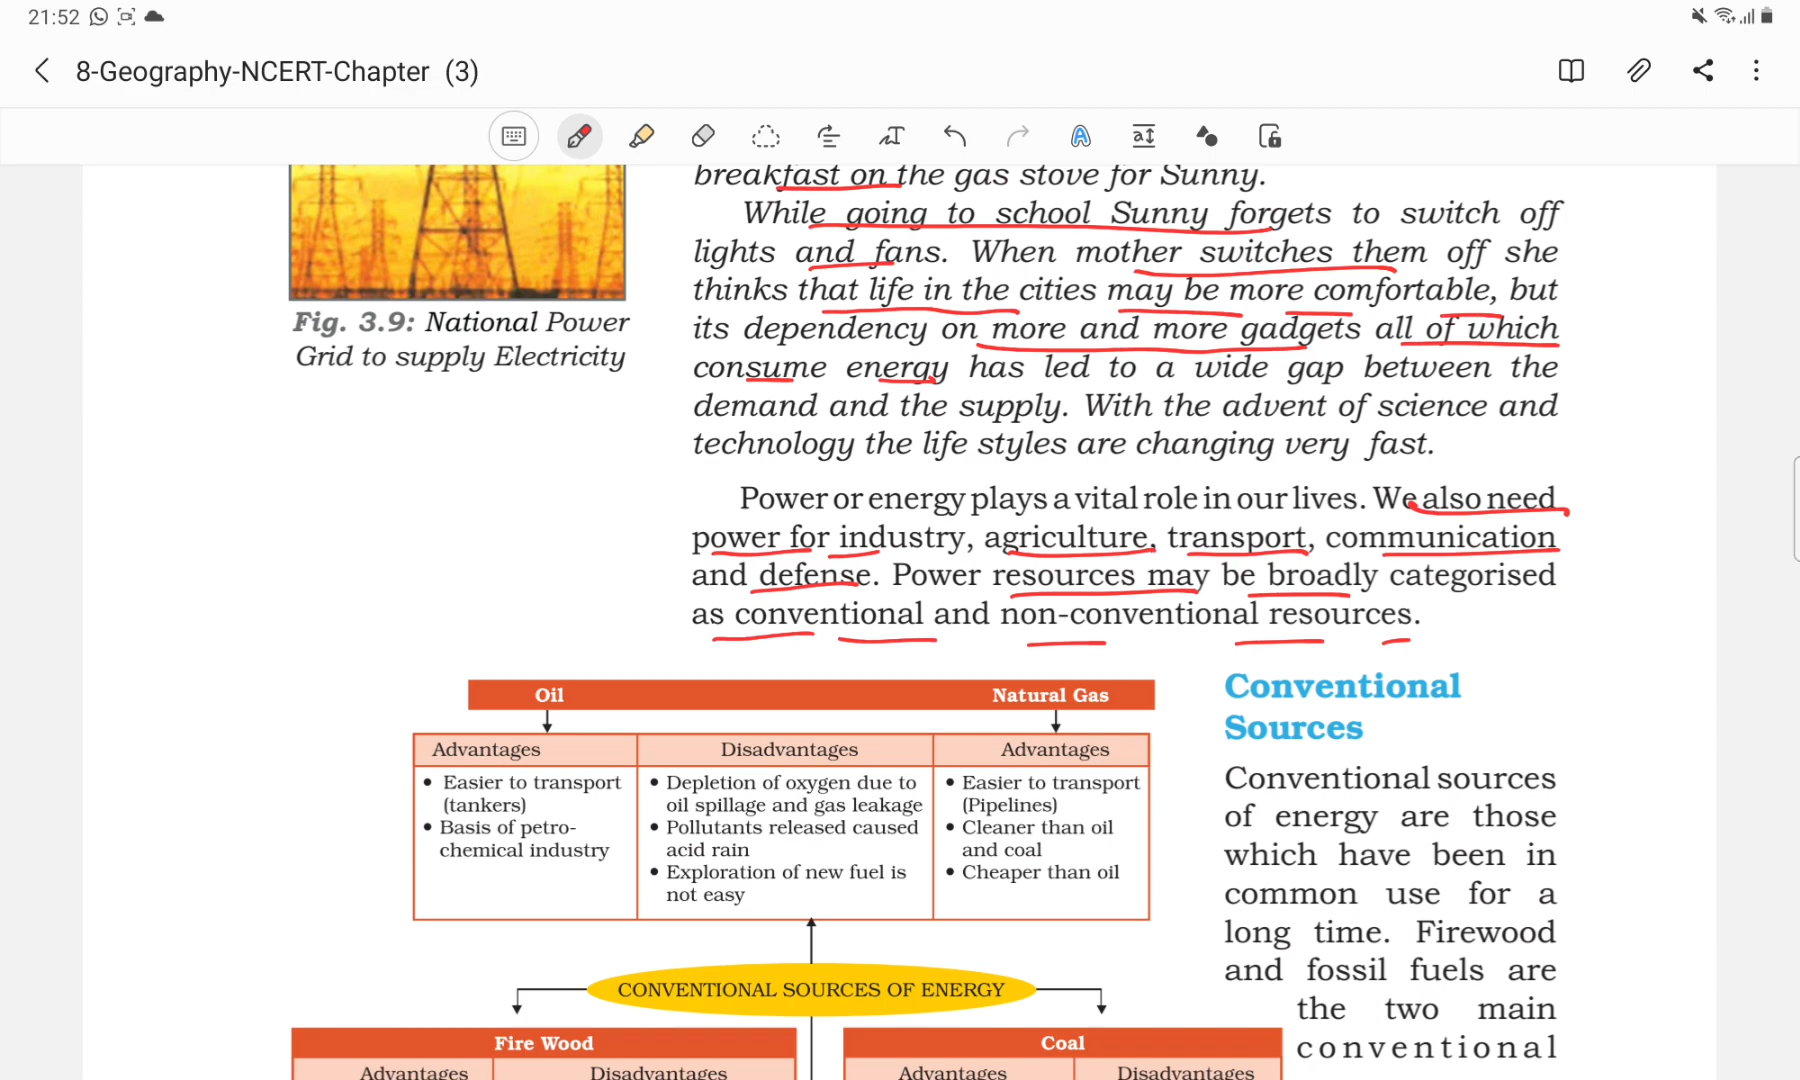 21:52
8-Geography-NCERT-Chapter (3)
breakfast on the gas stove for Sunny.
While going to school Sunny forgets to switch off
lights and fans. When mother switches them off she
thinks that life in the cities may be more comfortable, but
its dependency on more and more gadgets all of which
consume energy has led to a wide gap between the
demand and the supply. With the advent of science and
technology the life styles are changing very fast.
Fig. 3.9: National Power
Grid to supply Electricity
Power or energy plays a vital role in our lives. We also need
power for industry, agriculture, transport, communication
and defense. Power resources may be broadly categorised
as conventional and non-conventional resources.
Oil
Natural Gas
Advantages
• Easier to transport
(tankers)
• Basis of petro-
chemical industry
Disadvantages
• Depletion of oxygen due to
oil spillage and gas leakage
• Pollutants released caused
acid rain
• Exploration of new fuel is
not easy
Advantages
• Easier to transport
(Pipelines)
• Cleaner than oil
and coal
• Cheaper than oil
CONVENTIONAL SOURCES OF ENERGY
Fire Wood
Advantages
Disadvantages
Coal
Advantages
Disadvantages
Conventional
Sources
Conventional sources
of energy are those
which have been in
common use for a
long time. Firewood
and fossil fuels are
the two main
conventional